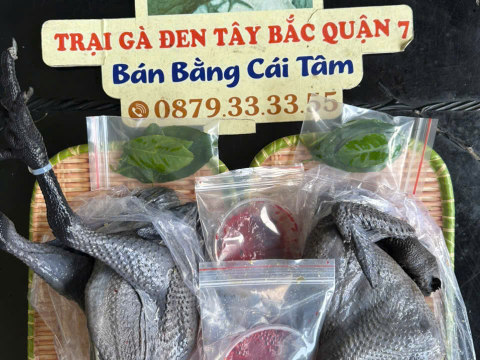 TRẠI GÀ ĐEN TÂY BẮC QUẬN 7
Bán Bằng Cái Tâm
0879.33.33.55